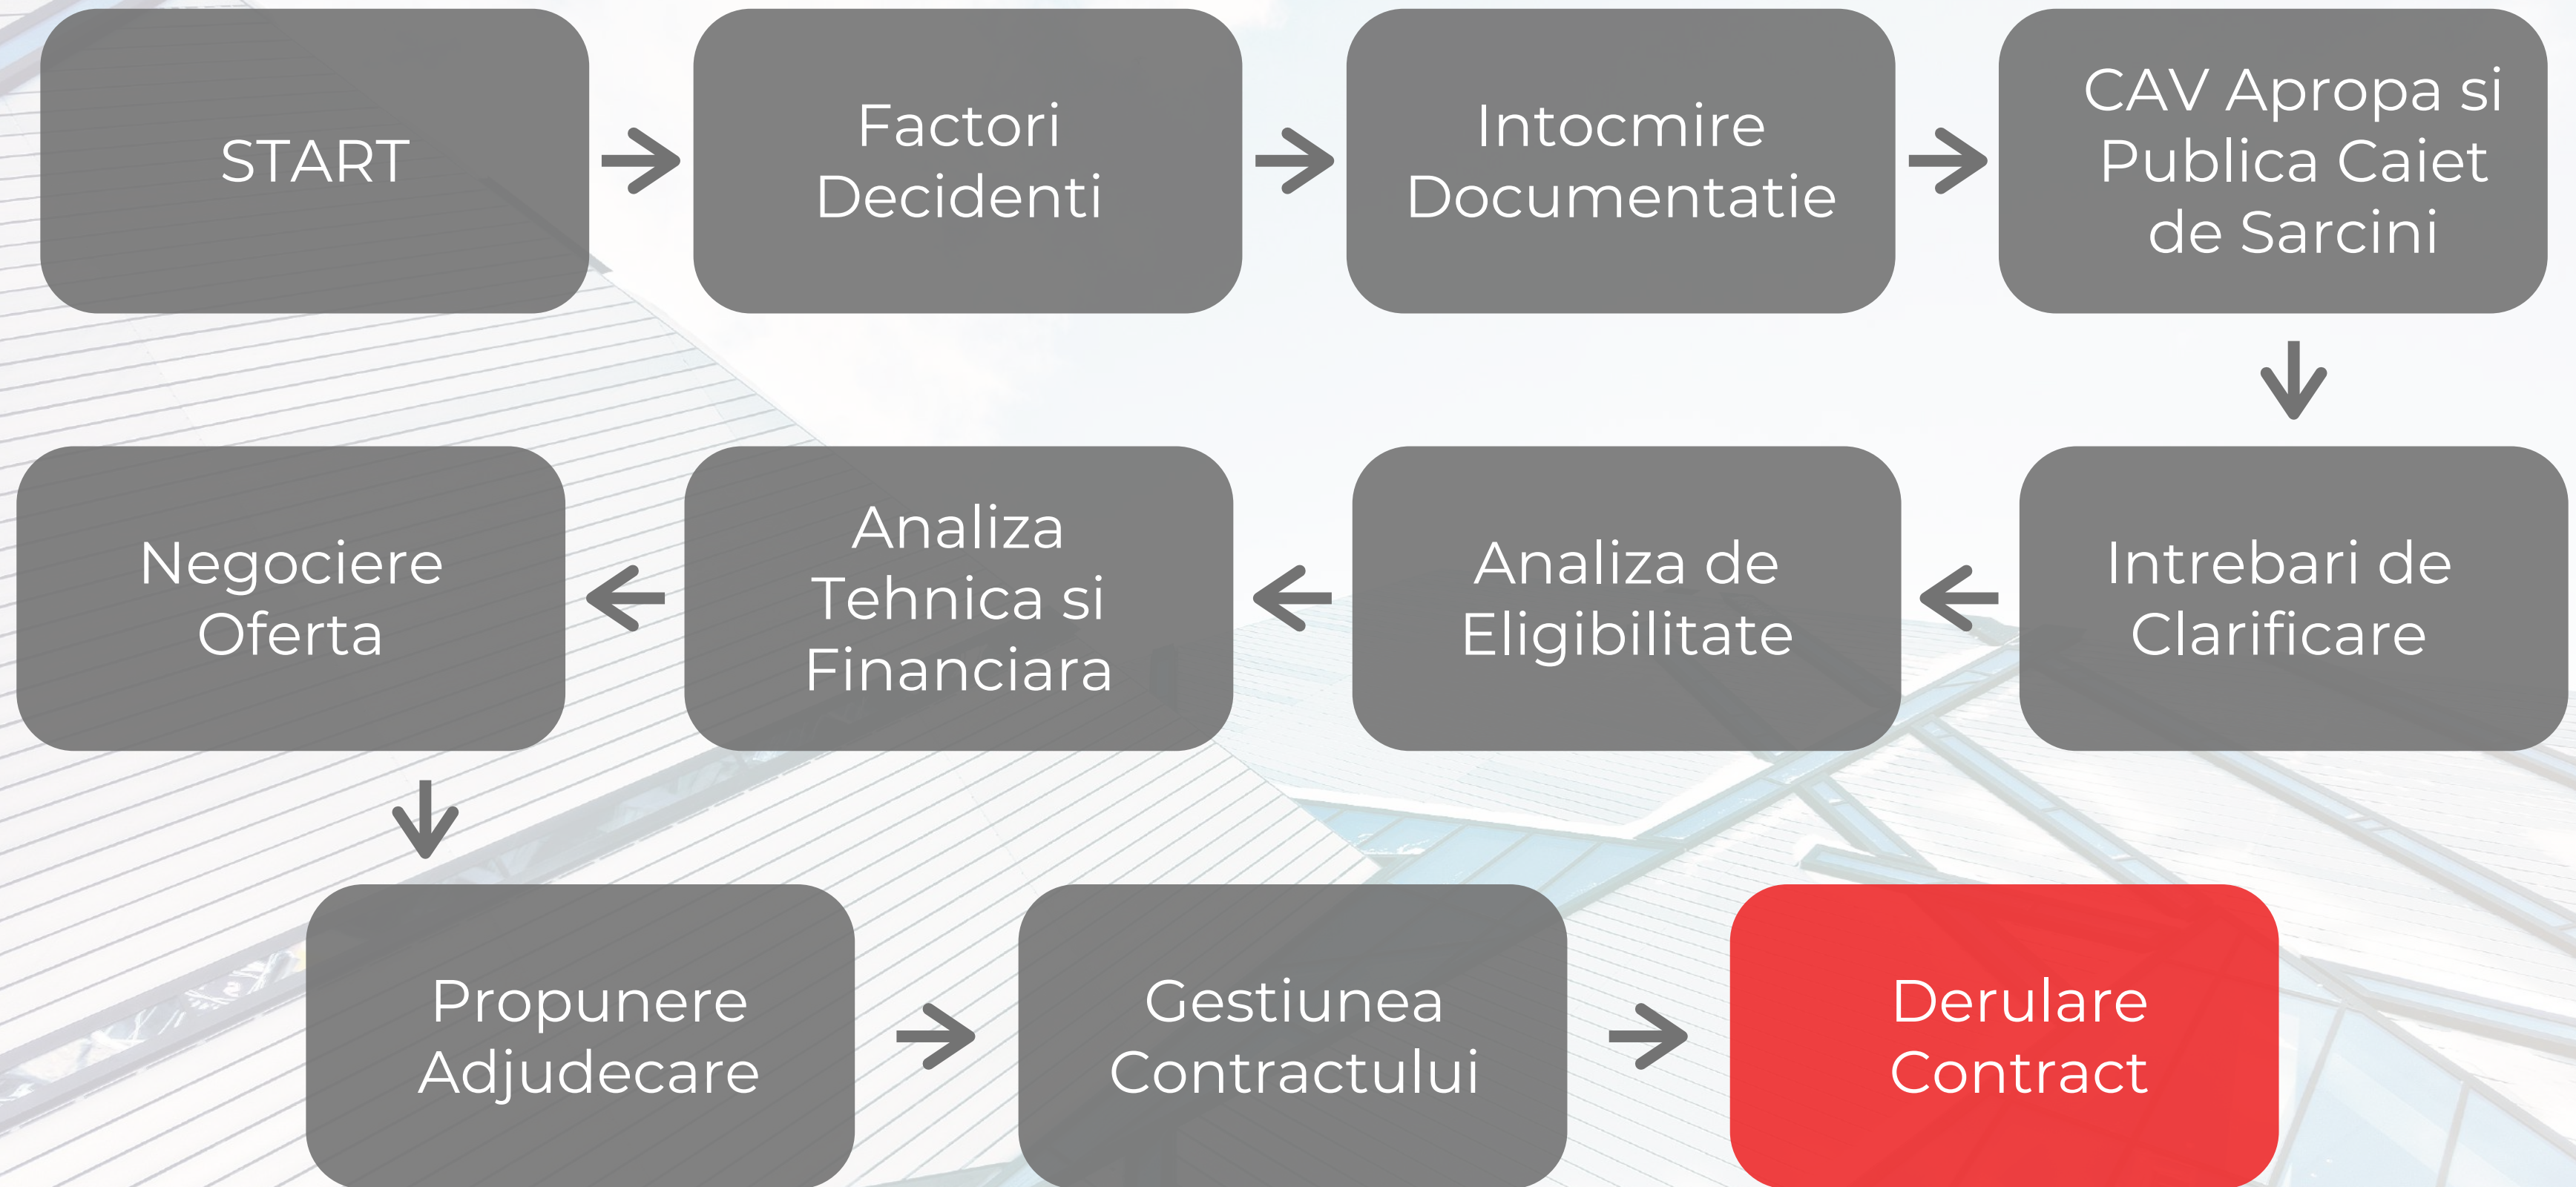 START
Factori
Decidenti
Intocmire
Documentatie
CAV Apropa si
Publica Caiet
de Sarcini
Intrebari de
Clarificare
Analiza de
Eligibilitate
Analiza
Tehnica si
Financiara
Negociere
Oferta
Propunere
Adjudecare
Gestiunea
Contractului
Derulare
Contract